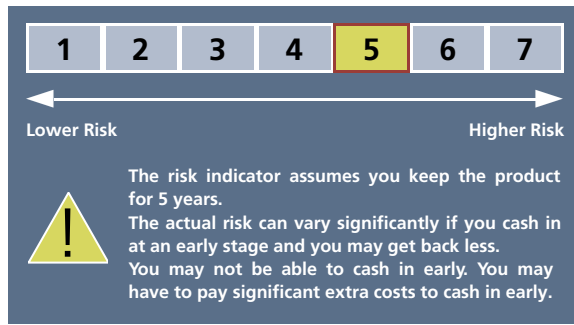 1 2 3 4 5 6 7
Lower Risk Higher Risk
The risk indicator assumes you keep the product
for 5 years.
The actual risk can vary significantly if you cash in
at an early stage and you may get back less.
You may not be able to cash in early. You may
have to pay significant extra costs to cash in early.
!